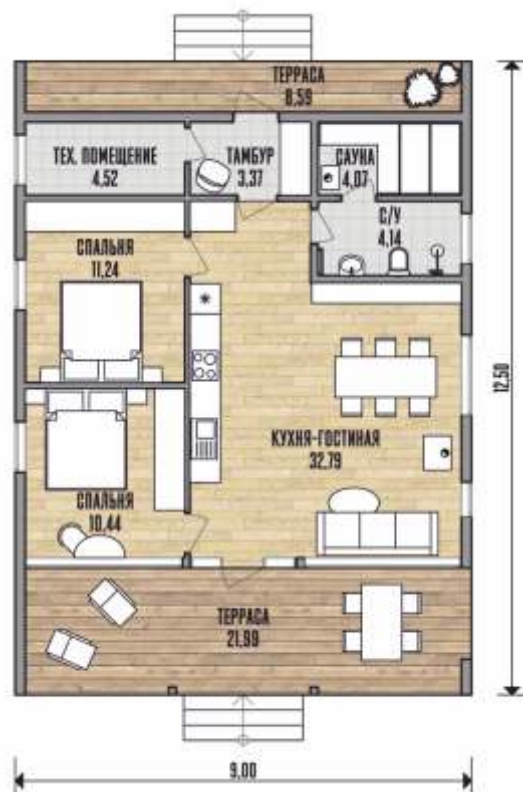 ТЕРРАСА
8.59
ТЕХ. ПОМЕЩЕНИЕ
4.52
ТАМБУР
3.37
САУНА
4.07
С/У
4.14
СПАЛЬНЯ
11.24
КУХНЯ-ГОСТИНАЯ
32.79
СПАЛЬНЯ
10.44
ТЕРРАСА
21.99
12,50
9,00